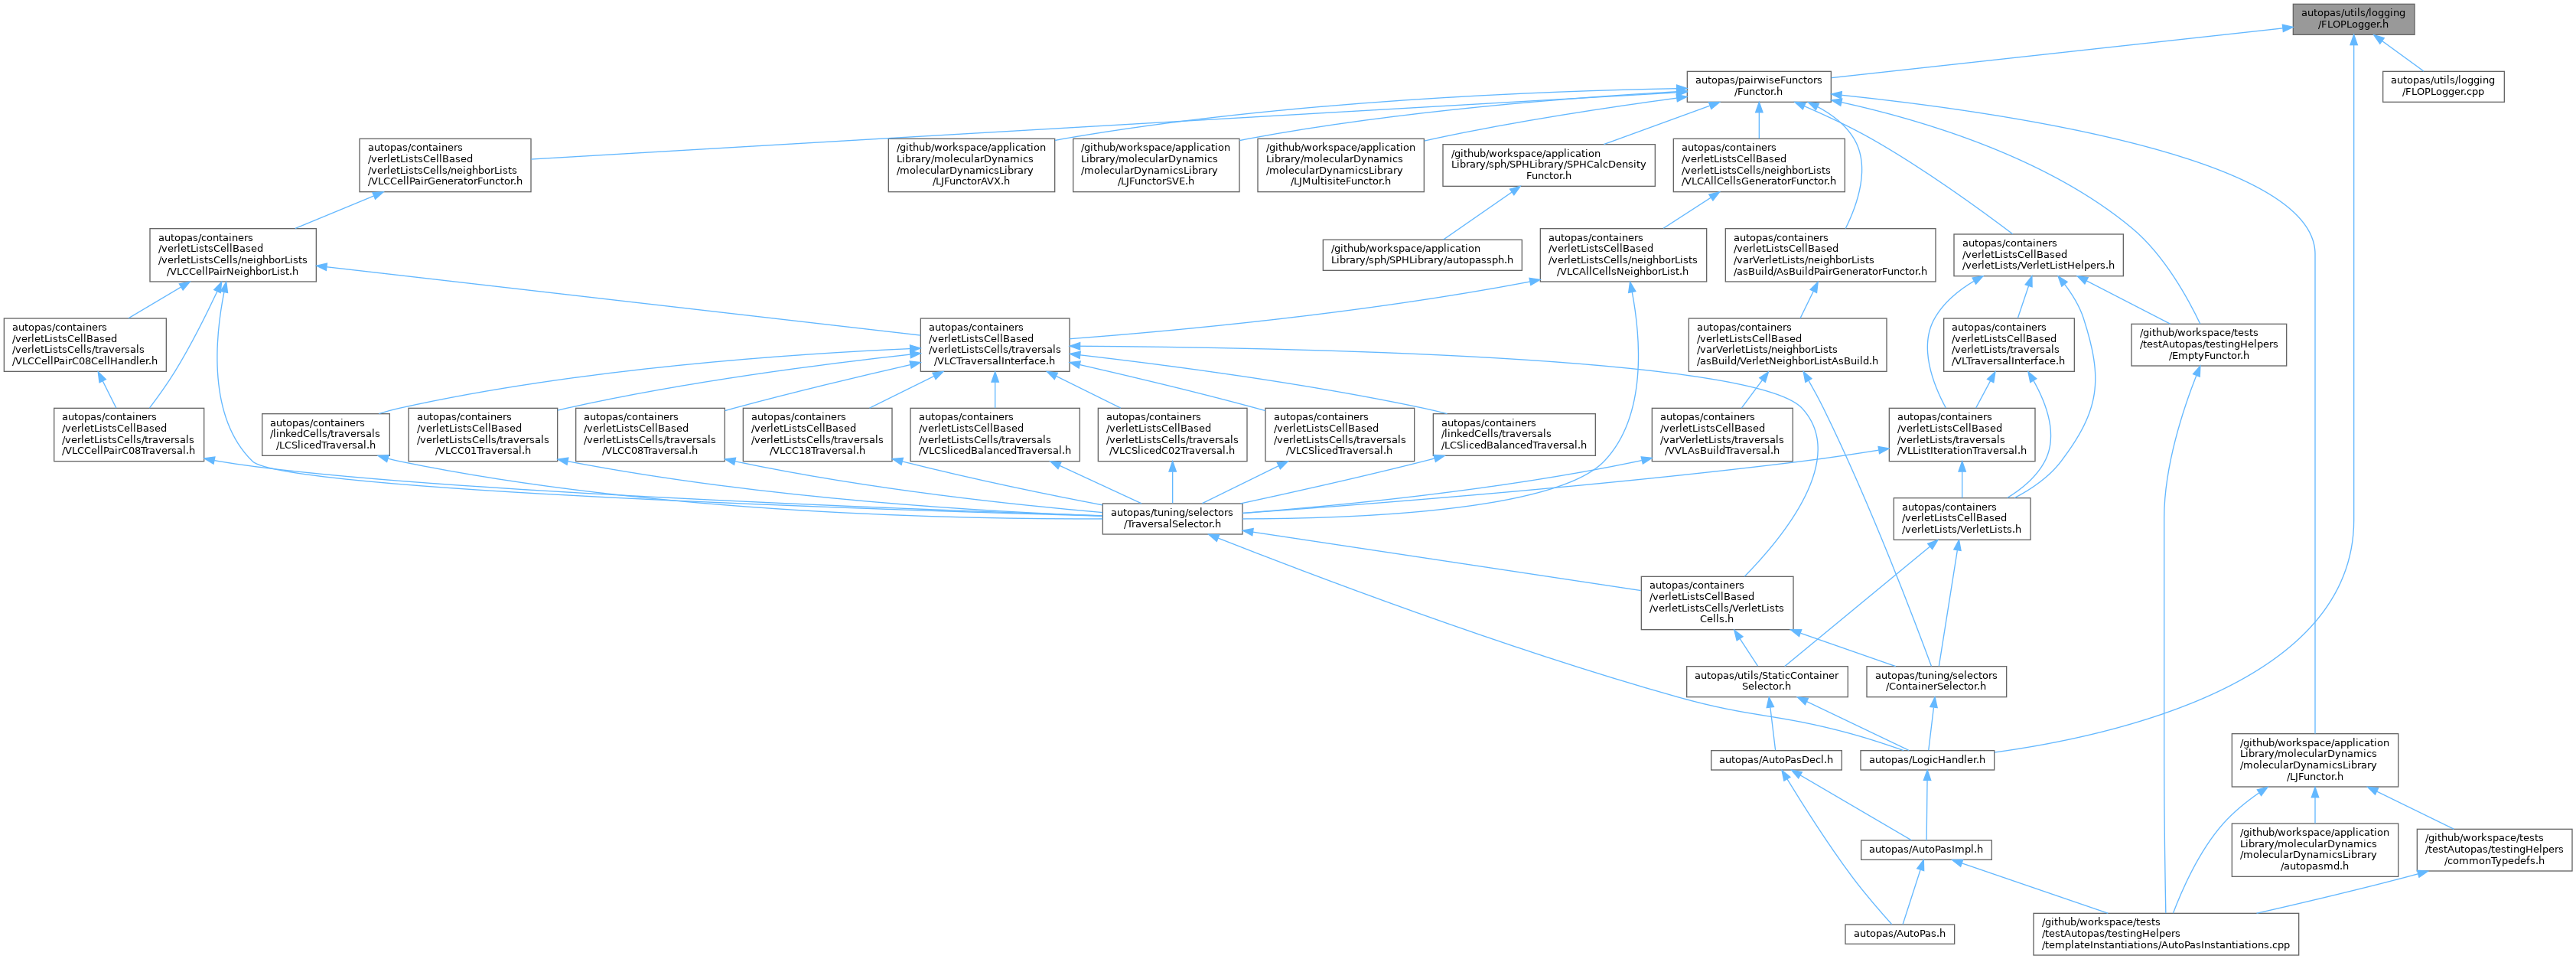 autopas/utils/logging
/FLOPLogger.h
autopas/pairwiseFunctors
/Functor.h
autopas/utils/logging
/FLOPLogger.cpp
autopas/containers
/verletListsCellBased
/verletListsCells/neighborLists
/VLCCellPairGeneratorFunctor.h
/github/workspace/application
Library/molecularDynamics
/molecularDynamicsLibrary
/LJFunctorAVX.h
/github/workspace/application
Library/molecularDynamics
/molecularDynamicsLibrary
/LJFunctorSVE.h
/github/workspace/application
Library/molecularDynamics
/molecularDynamicsLibrary
/LJMultisiteFunctor.h
/github/workspace/application
Library/sph/SPHLibrary/SPHCalcDensity
Functor.h
autopas/containers
/verletListsCellBased
/verletListsCells/neighborLists
/VLCAllCellsGeneratorFunctor.h
autopas/containers
/verletListsCellBased
/verletListsCells/neighborLists
/VLCCellPairNeighborList.h
/github/workspace/application
Library/sph/SPHLibrary/autopassph.h
autopas/containers
/verletListsCellBased
/verletListsCells/neighborLists
/VLCAllCellsNeighborList.h
autopas/containers
/verletListsCellBased
/varVerletLists/neighborLists
/asBuild/AsBuildPairGeneratorFunctor.h
autopas/containers
/verletListsCellBased
/verletLists/VerletListHelpers.h
autopas/containers
/verletListsCellBased
/verletListsCells/traversals
/VLCCellPairC08CellHandler.h
autopas/containers
/verletListsCellBased
/verletListsCells/traversals
/VLCTraversalInterface.h
autopas/containers
/verletListsCellBased
/varVerletLists/neighborLists
/asBuild/VerletNeighborListAsBuild.h
autopas/containers
/verletListsCellBased
/verletLists/traversals
/VLTraversalInterface.h
/github/workspace/tests
/testAutopas/testingHelpers
/EmptyFunctor.h
autopas/containers
/verletListsCellBased
/verletListsCells/traversals
/VLCCellPairC08Traversal.h
autopas/containers
/linkedCells/traversals
/LCSlicedTraversal.h
autopas/containers
/verletListsCellBased
/verletListsCells/traversals
/VLCC01Traversal.h
autopas/containers
/verletListsCellBased
/verletListsCells/traversals
/VLCC08Traversal.h
autopas/containers
/verletListsCellBased
/verletListsCells/traversals
/VLCC18Traversal.h
autopas/containers
/verletListsCellBased
/verletListsCells/traversals
/VLCSlicedBalancedTraversal.h
autopas/containers
/verletListsCellBased
/verletListsCells/traversals
/VLCSlicedC02Traversal.h
autopas/containers
/verletListsCellBased
/verletListsCells/traversals
/VLCSlicedTraversal.h
autopas/containers
/linkedCells/traversals
/LCSlicedBalancedTraversal.h
autopas/containers
/verletListsCellBased
/varVerletLists/traversals
/VVLAsBuildTraversal.h
autopas/containers
/verletListsCellBased
/verletLists/traversals
/VLListIterationTraversal.h
autopas/tuning/selectors
/TraversalSelector.h
autopas/containers
/verletListsCellBased
/verletLists/VerletLists.h
autopas/containers
/verletListsCellBased
/verletListsCells/VerletLists
Cells.h
autopas/utils/StaticContainer
Selector.h
autopas/tuning/selectors
/ContainerSelector.h
autopas/AutoPasDecl.h
autopas/LogicHandler.h
/github/workspace/application
Library/molecularDynamics
/molecularDynamicsLibrary
/LJFunctor.h
autopas/AutoPasImpl.h
/github/workspace/application
Library/molecularDynamics
/molecularDynamicsLibrary
/autopasmd.h
/github/workspace/tests
/testAutopas/testingHelpers
/commonTypedefs.h
autopas/AutoPas.h
/github/workspace/tests
/testAutopas/testingHelpers
/templateInstantiations/AutoPasInstantiations.cpp